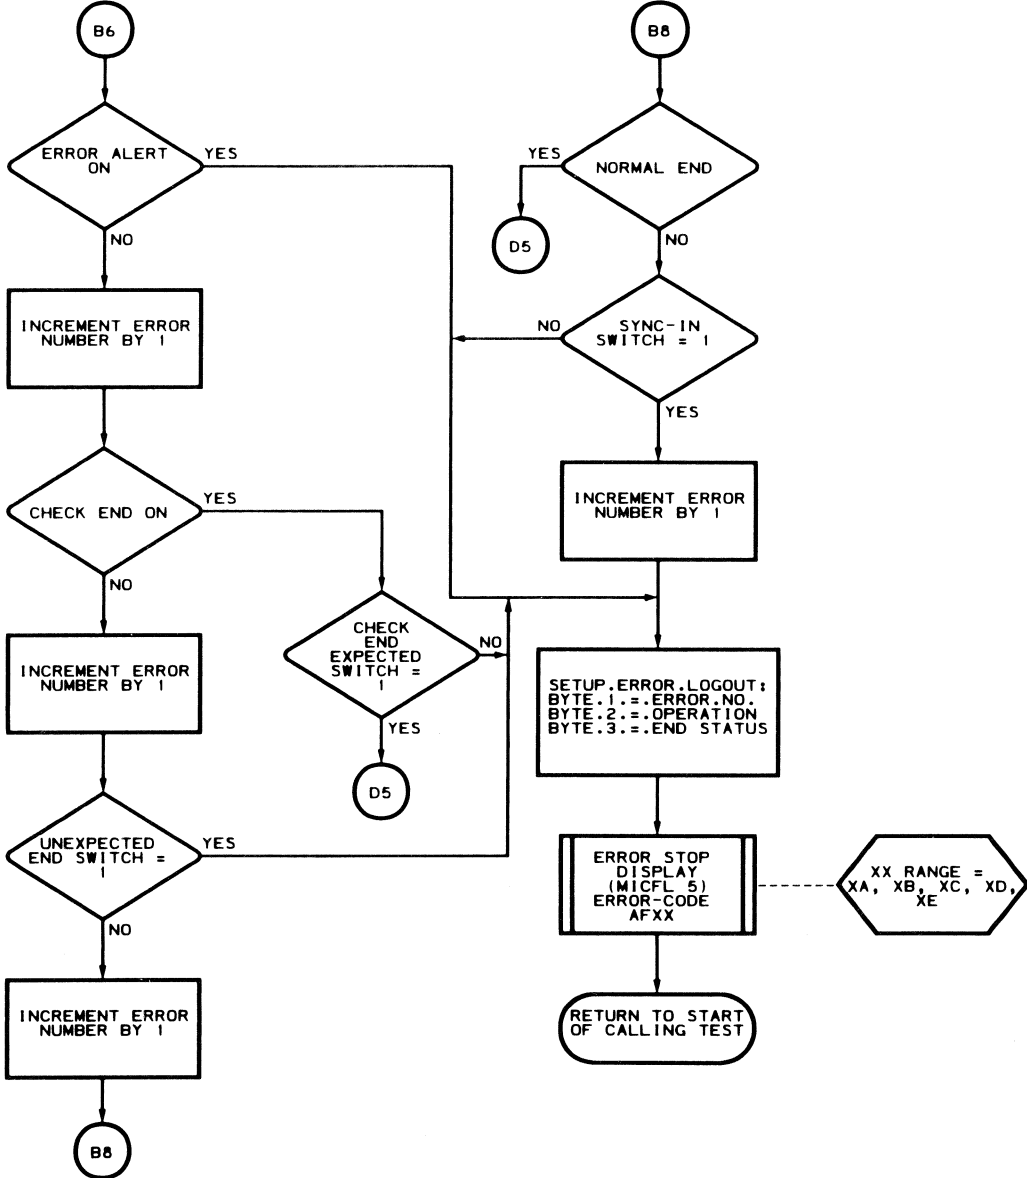 B6
ERROR ALERT
ON
YES
NO
INCREMENT ERROR
NUMBER BY 1
CHECK END ON
YES
NO
CHECK
END
EXPECTED
SWITCH =
1
NO
YES
D5
INCREMENT ERROR
NUMBER BY 1
UNEXPECTED
END SWITCH =
1
YES
NO
INCREMENT ERROR
NUMBER BY 1
B8
B8
NORMAL END
YES
D5
NO
SYNC-IN
SWITCH = 1
NO
YES
INCREMENT ERROR
NUMBER BY 1
SETUP.ERROR.LOGOUT:
BYTE.1.=.ERROR.NO.
BYTE.2.=.OPERATION
BYTE.3.=.END STATUS
ERROR STOP
DISPLAY
(MICFL 5)
ERROR-CODE
AFXX
XX RANGE =
XA, XB, XC, XD,
XE
RETURN TO START
OF CALLING TEST